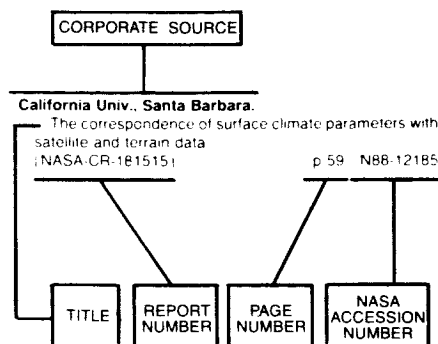 CORPORATE SOURCE
California Univ., Santa Barbara.
The correspondence of surface climate parameters with
satellite and terrain data
[NASA-CR-181515] p 59 N88-12185
TITLE
REPORT
NUMBER
PAGE
NUMBER
NASA
ACCESSION
NUMBER